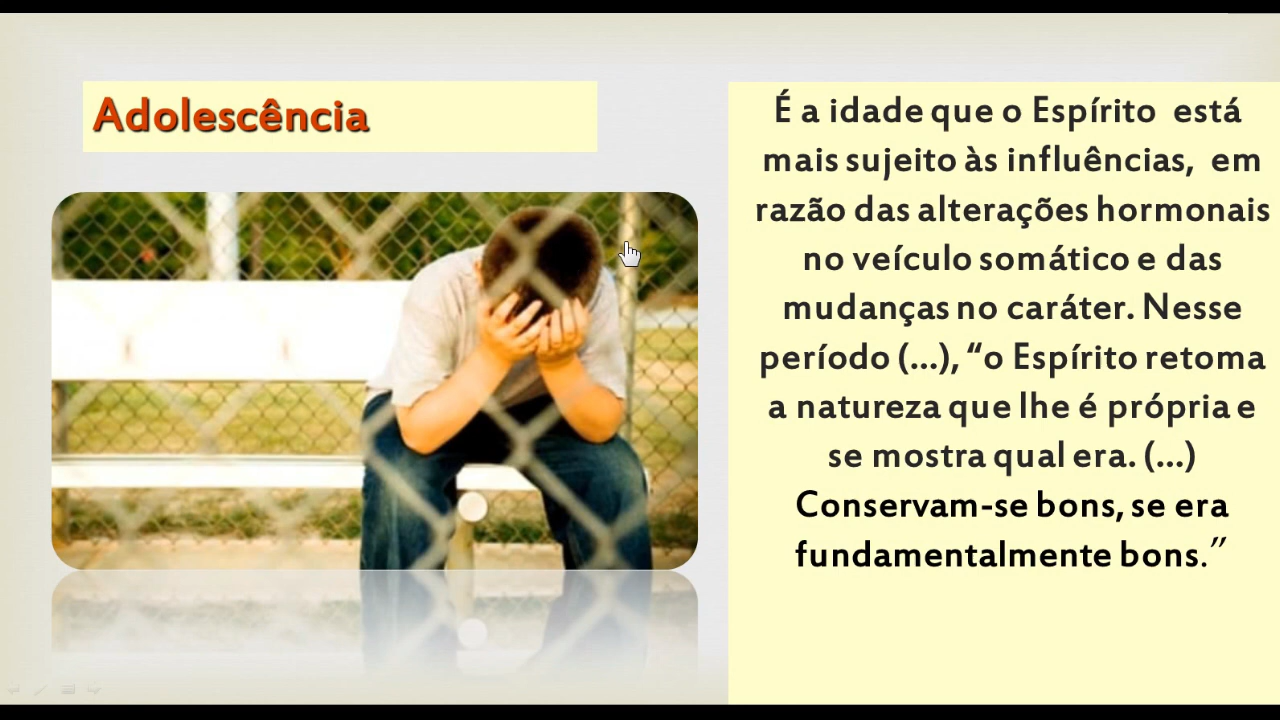 Adolescência
É a idade que o Espírito está
mais sujeito às influências, em
razão das alterações hormonais
no veículo somático e das
mudanças no caráter. Nesse
período (...), “o Espírito retoma
a natureza que lhe é própria e
se mostra qual era. (...)
Conservam-se bons, se era
fundamentalmente bons.”